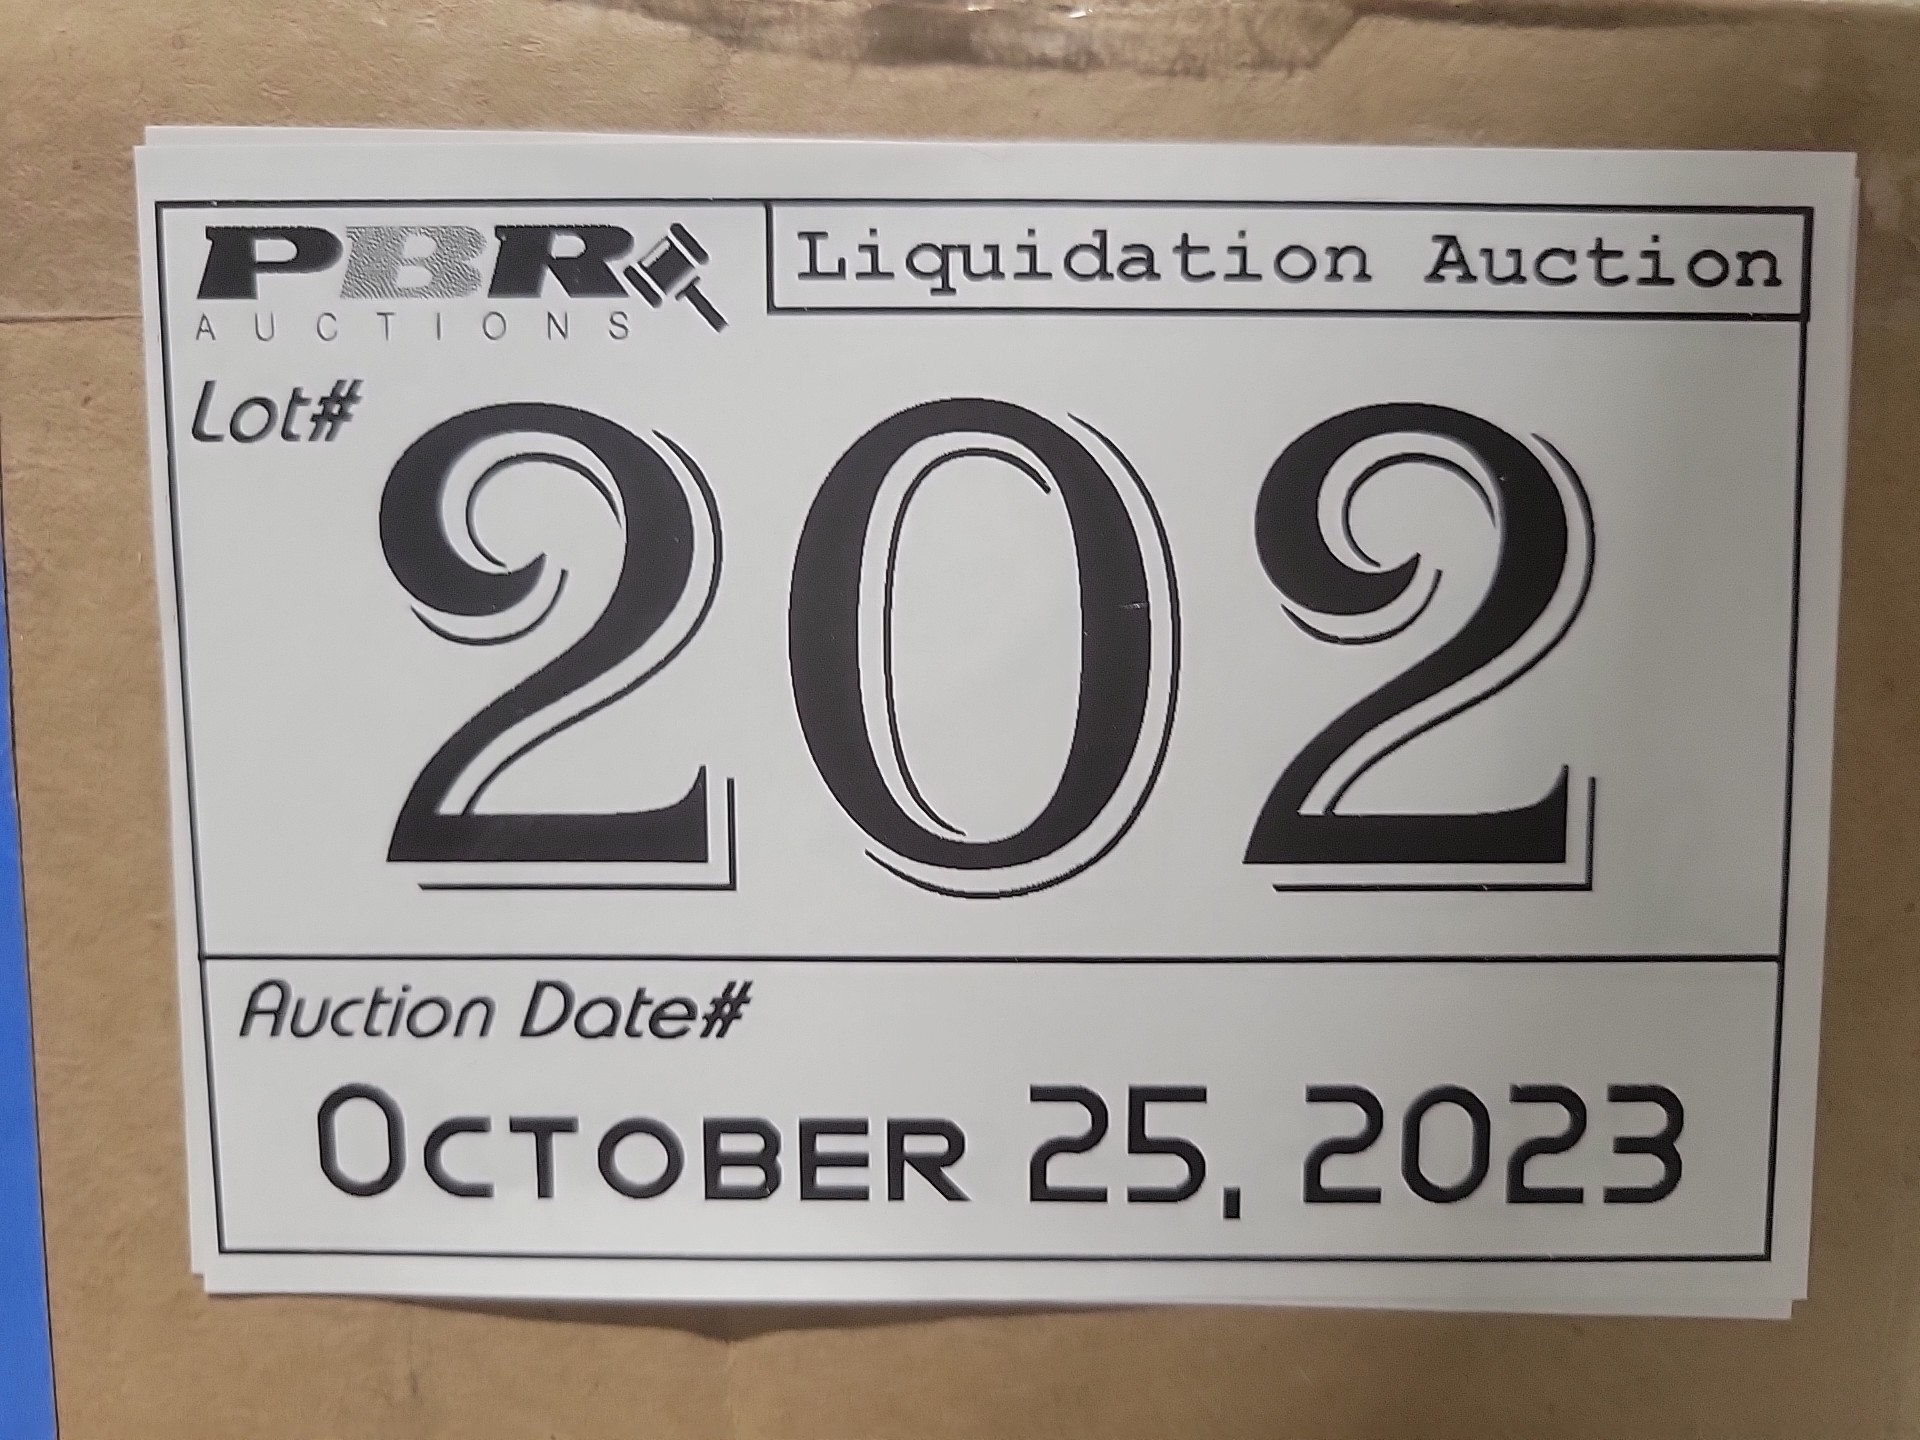 PBR
AUCTIONS
Liquidation Auction
Lot#
202
Auction Date#
October 25, 2023